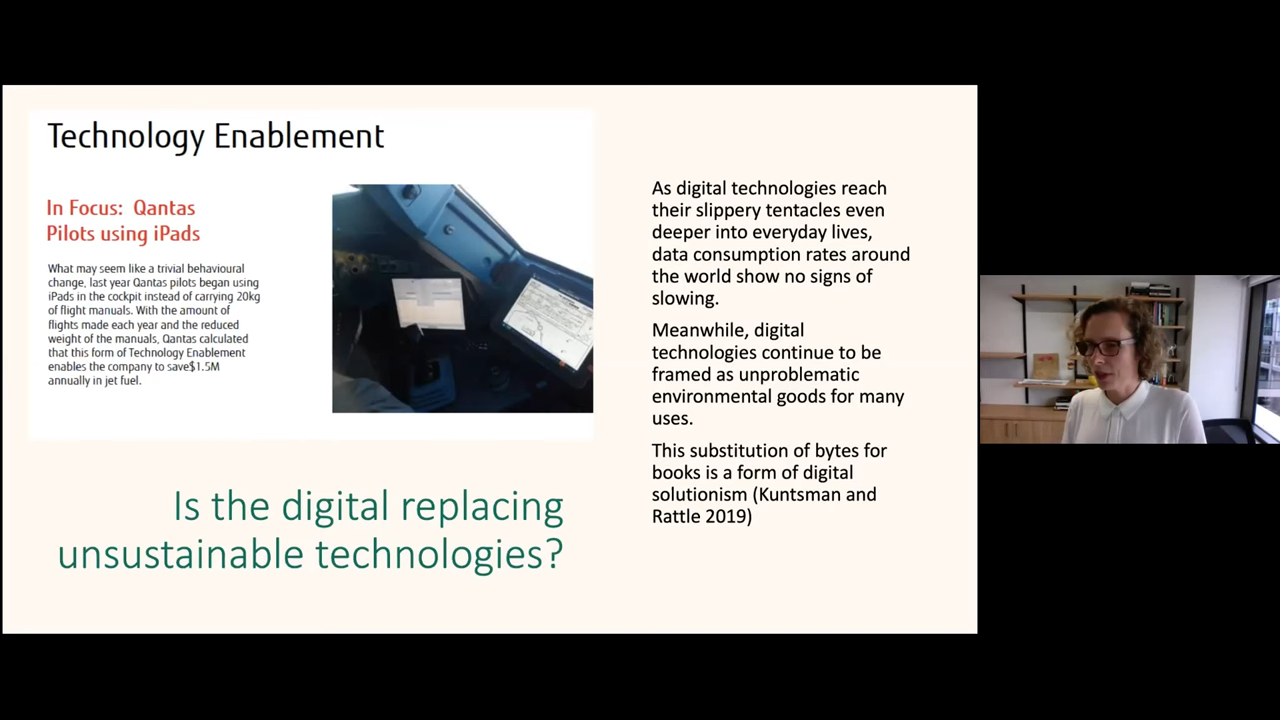 Technology Enablement
In Focus: Qantas
Pilots using iPads
What may seem like a trivial behavioural
change, last year Qantas pilots began using
iPads in the cockpit instead of carrying 20kg
of flight manuals. With the amount of
flights made each year and the reduced
weight of the manuals, Qantas calculated
that this form of Technology Enablement
enables the company to save$1.5M
annually in jet fuel.
Is the digital replacing
unsustainable technologies?
As digital technologies reach
their slippery tentacles even
deeper into everyday lives,
data consumption rates around
the world show no signs of
slowing.
Meanwhile, digital
technologies continue to be
framed as unproblematic
environmental goods for many
uses.
This substitution of bytes for
books is a form of digital
solutionism (Kuntsman and
Rattle 2019)